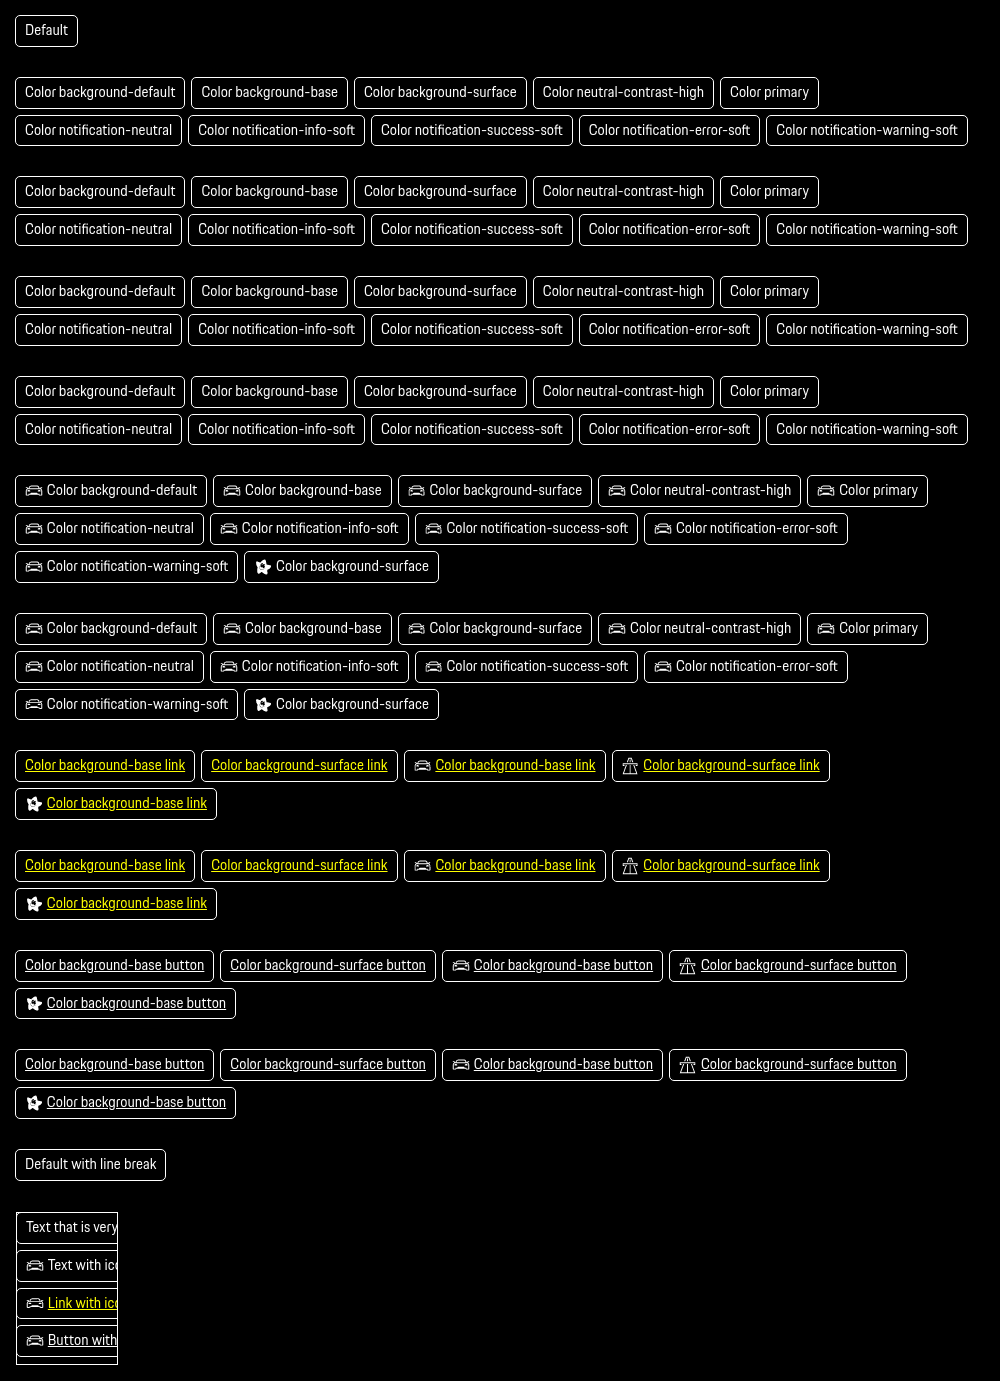 Default
Color background-default Color background-base Color background-surface Color neutral-contrast-high Color primary
Color notification-neutral Color notification-info-soft Color notification-success-soft Color notification-error-soft Color notification-warning-soft
Color background-default Color background-base Color background-surface Color neutral-contrast-high Color primary
Color notification-neutral Color notification-info-soft Color notification-success-soft Color notification-error-soft Color notification-warning-soft
Color background-default Color background-base Color background-surface Color neutral-contrast-high Color primary
Color notification-neutral Color notification-info-soft Color notification-success-soft Color notification-error-soft Color notification-warning-soft
Color background-default Color background-base Color background-surface Color neutral-contrast-high Color primary
Color notification-neutral Color notification-info-soft Color notification-success-soft Color notification-error-soft Color notification-warning-soft
Color background-default Color background-base Color background-surface Color neutral-contrast-high Color primary
Color notification-neutral Color notification-info-soft Color notification-success-soft Color notification-error-soft
Color notification-warning-soft Color background-surface
Color background-default Color background-base Color background-surface Color neutral-contrast-high Color primary
Color notification-neutral Color notification-info-soft Color notification-success-soft Color notification-error-soft
Color notification-warning-soft Color background-surface
Color background-base link Color background-surface link Color background-base link Color background-surface link
Color background-base link
Color background-base link Color background-surface link Color background-base link Color background-surface link
Color background-base link
Color background-base button Color background-surface button Color background-base button Color background-surface button
Color background-base button
Color background-base button Color background-surface button Color background-base button Color background-surface button
Color background-base button
Default with line break
Text that is very
Text with ic
Link with ic
Button with